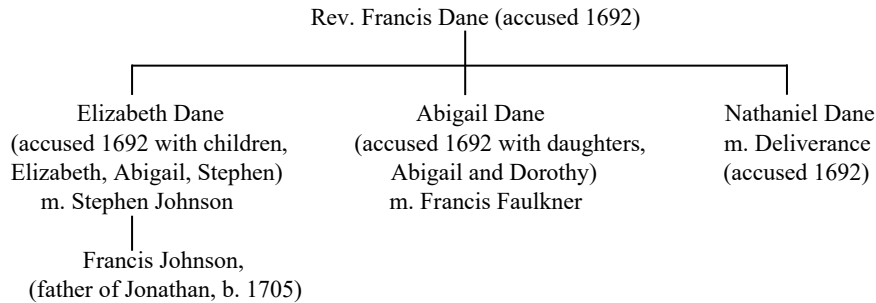 Rev. Francis Dane (accused 1692)
Elizabeth Dane
(accused 1692 with children,
Elizabeth, Abigail, Stephen)
m. Stephen Johnson
Abigail Dane
(accused 1692 with daughters,
Abigail and Dorothy)
m. Francis Faulkner
Nathaniel Dane
m. Deliverance
(accused 1692)
Francis Johnson,
(father of Jonathan, b. 1705)